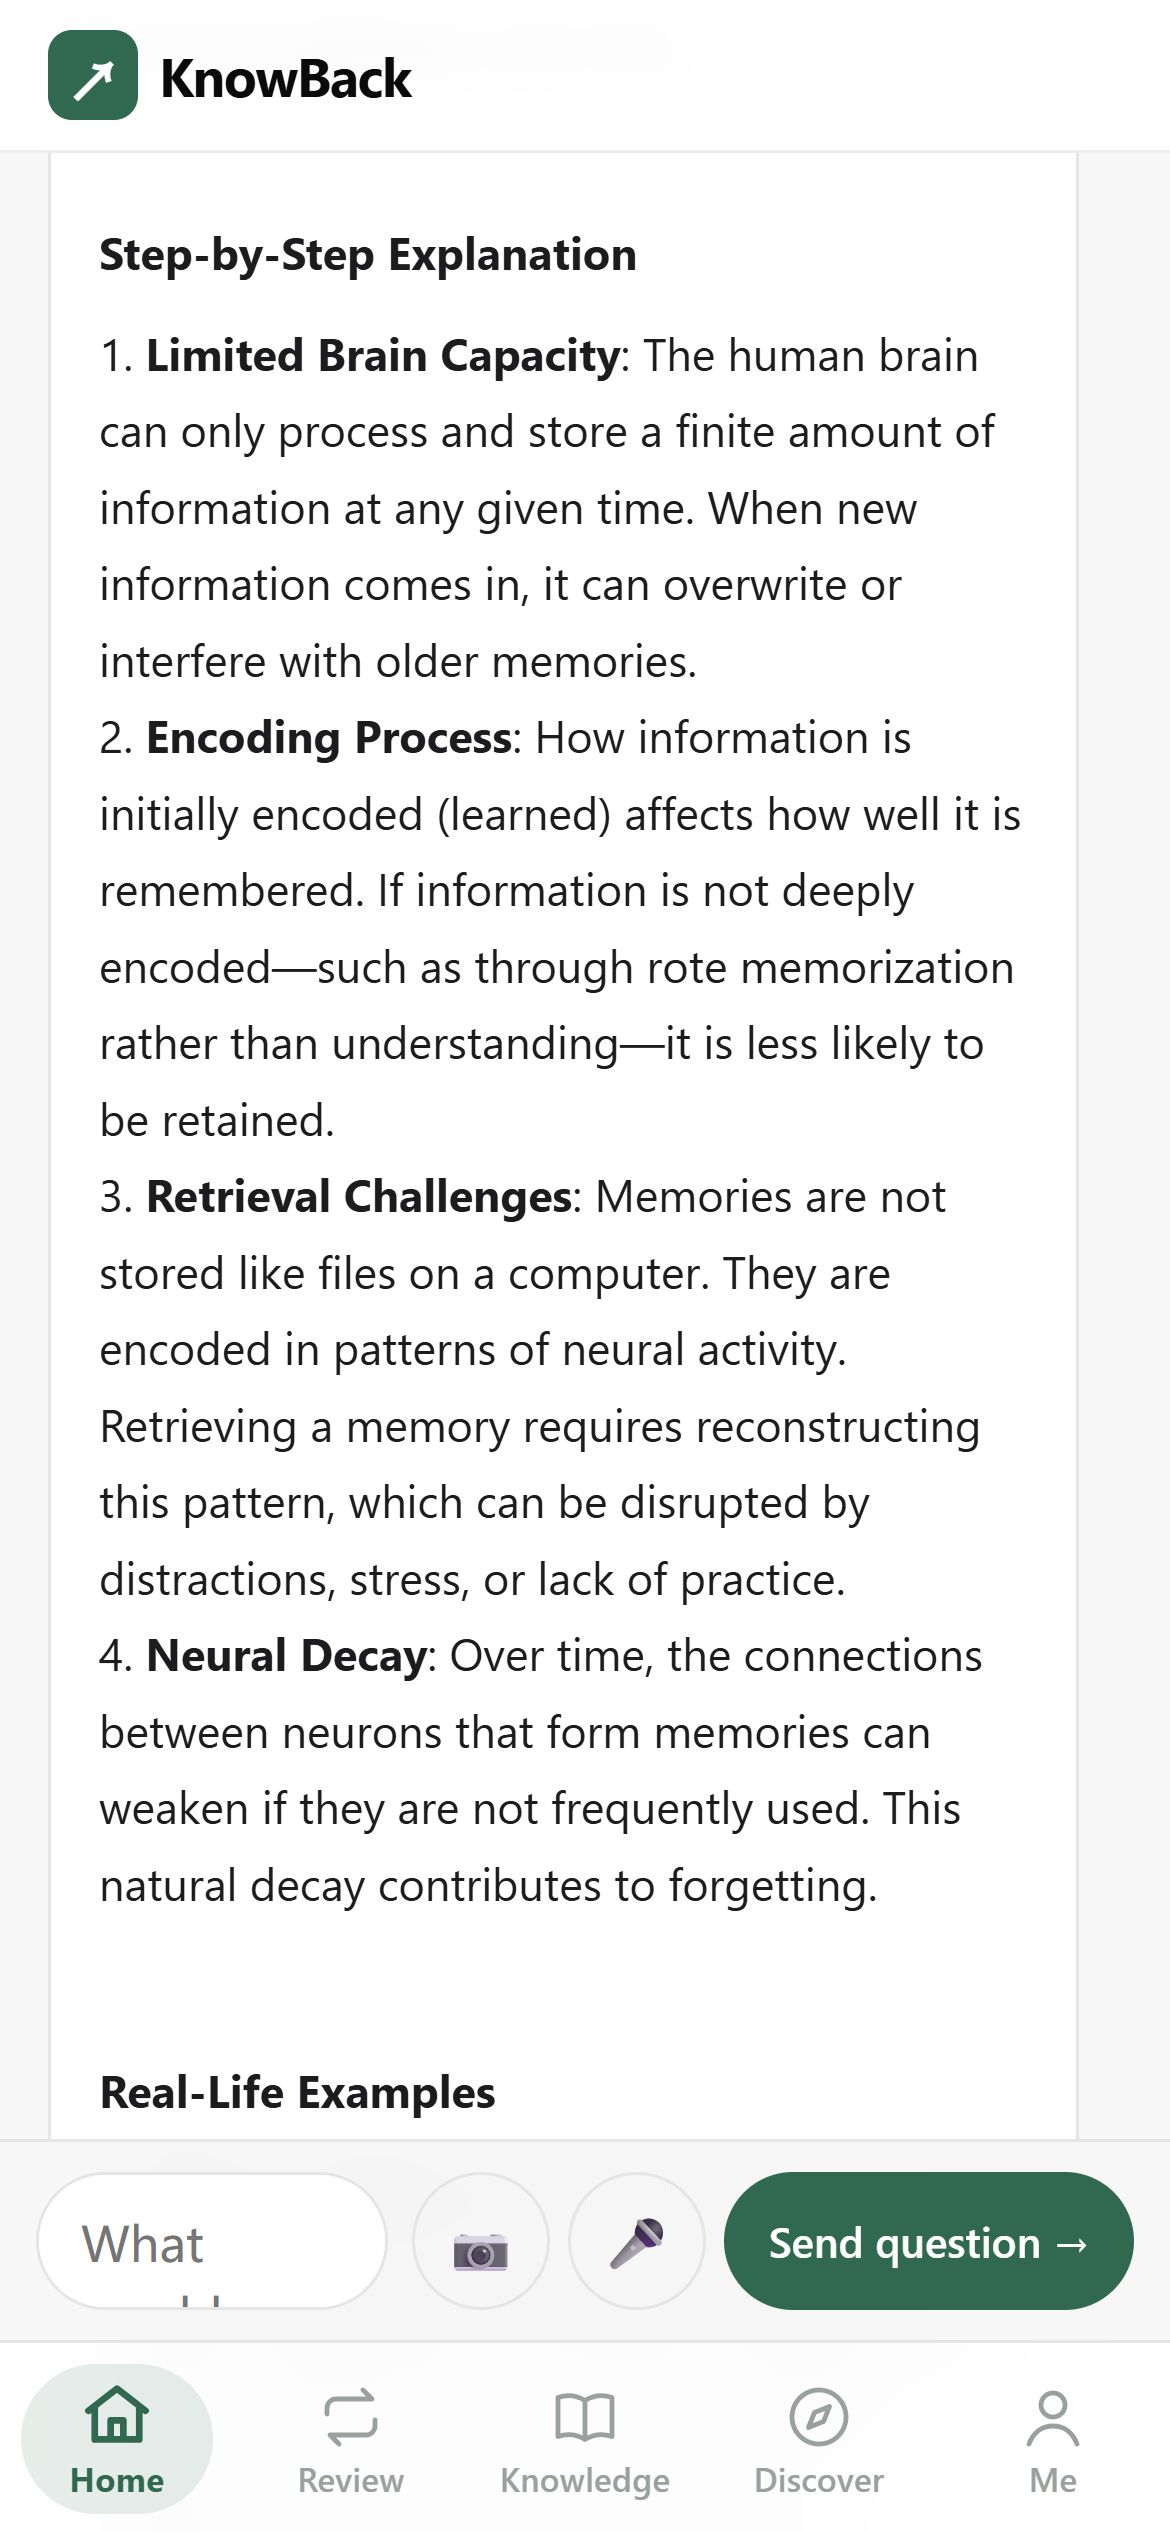 KnowBack
Step-by-Step Explanation
1. Limited Brain Capacity: The human brain
can only process and store a finite amount of
information at any given time. When new
information comes in, it can overwrite or
interfere with older memories.
2. Encoding Process: How information is
initially encoded (learned) affects how well it is
remembered. If information is not deeply
encoded—such as through rote memorization
rather than understanding—it is less likely to
be retained.
3. Retrieval Challenges: Memories are not
stored like files on a computer. They are
encoded in patterns of neural activity.
Retrieving a memory requires reconstructing
this pattern, which can be disrupted by
distractions, stress, or lack of practice.
4. Neural Decay: Over time, the connections
between neurons that form memories can
weaken if they are not frequently used. This
natural decay contributes to forgetting.
Real-Life Examples
What
Send question →
Home
Review
Knowledge
Discover
Me